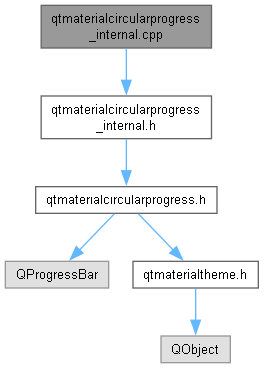 qtmaterialcircularprogress
_internal.cpp
qtmaterialcircularprogress
_internal.h
qtmaterialcircularprogress.h
QProgressBar
qtmaterialtheme.h
QObject